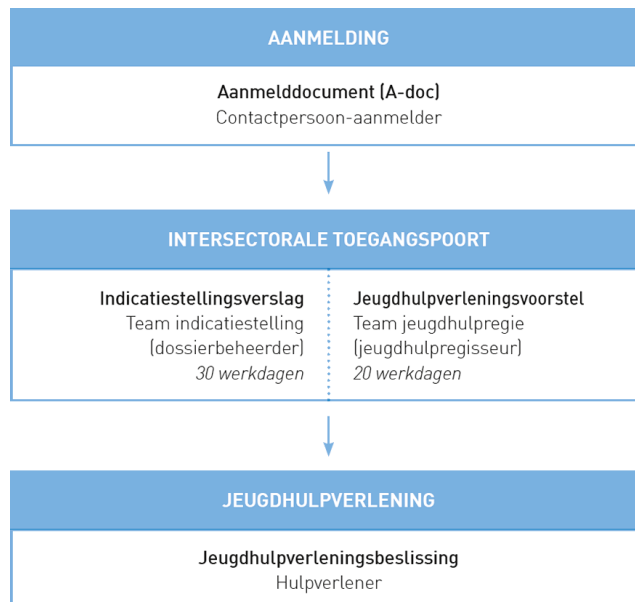 AANMELDING
Aanmelddocument (A-doc)
Contactpersoon-aanmelder
INTERSECTORALE TOEGANGSPOORT
Indicatiestellingsverslag
Team indicatiestelling
(dossierbeheerder)
30 werkdagen
Jeugdhulpverleningsvoorstel
Team jeugdhulpregie
(jeugdhulpregisseur)
20 werkdagen
JEUGDHULPVERLENING
Jeugdhulpverleningsbeslissing
Hulpverlener